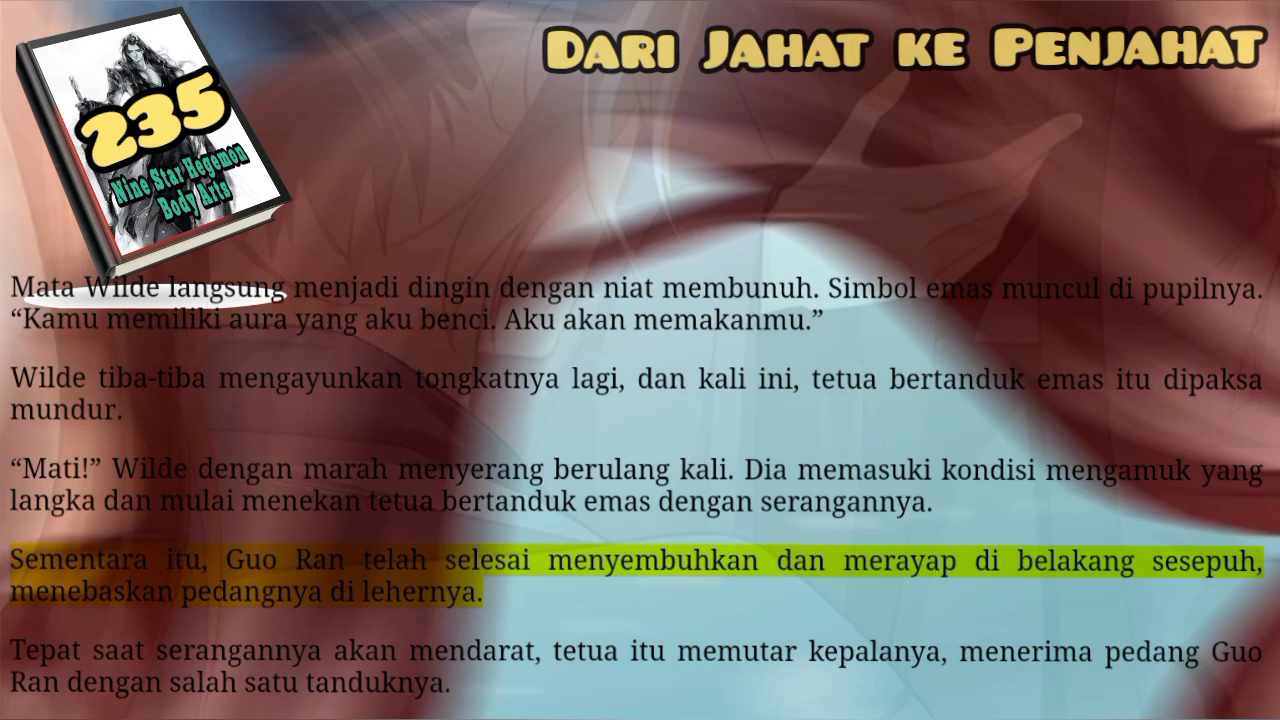 Dari Jahat ke Penjahat
235
Nine Star Hegemon
Body Arts
Mata Wilde langsung menjadi dingin dengan niat membunuh. Simbol emas muncul di pupilnya.
“Kamu memiliki aura yang aku benci. Aku akan memakanmu.”
Wilde tiba-tiba mengayunkan tongkatnya lagi, dan kali ini, tetua bertanduk emas itu dipaksa
mundur.
“Mati!” Wilde dengan marah menyerang berulang kali. Dia memasuki kondisi mengamuk yang
langka dan mulai menekan tetua bertanduk emas dengan serangannya.
Sementara itu, Guo Ran telah selesai menyembuhkan dan merayap di belakang sesepuh,
menebaskan pedangnya di lehernya.
Tepat saat serangannya akan mendarat, tetua itu memutar kepalanya, menerima pedang Guo
Ran dengan salah satu tanduknya.